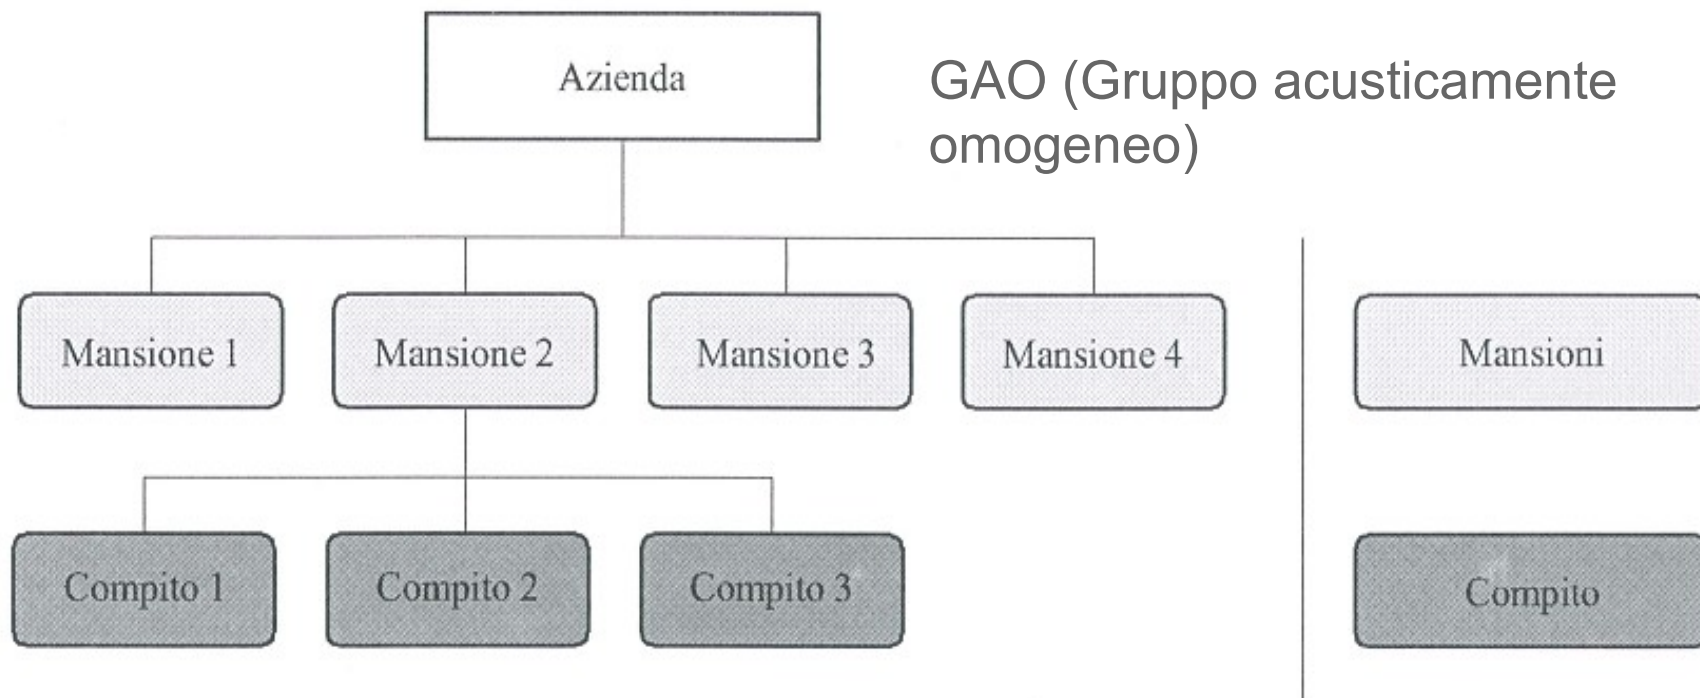 Azienda
GAO (Gruppo acusticamente
omogeneo)
Mansione 1
Mansione 2
Mansione 3
Mansione 4
Mansioni
Compito 1
Compito 2
Compito 3
Compito